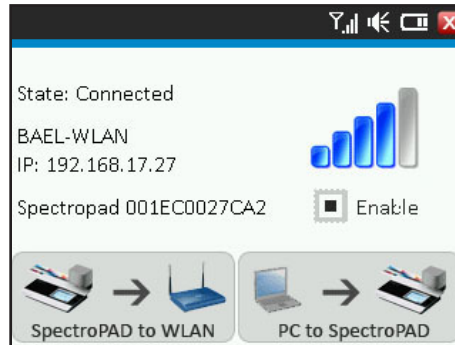 State: Connected
BAEL-WLAN
IP: 192.168.17.27
Spectropad 001EC0027CA2
Enable
SpectroPAD to WLAN
PC to SpectroPAD